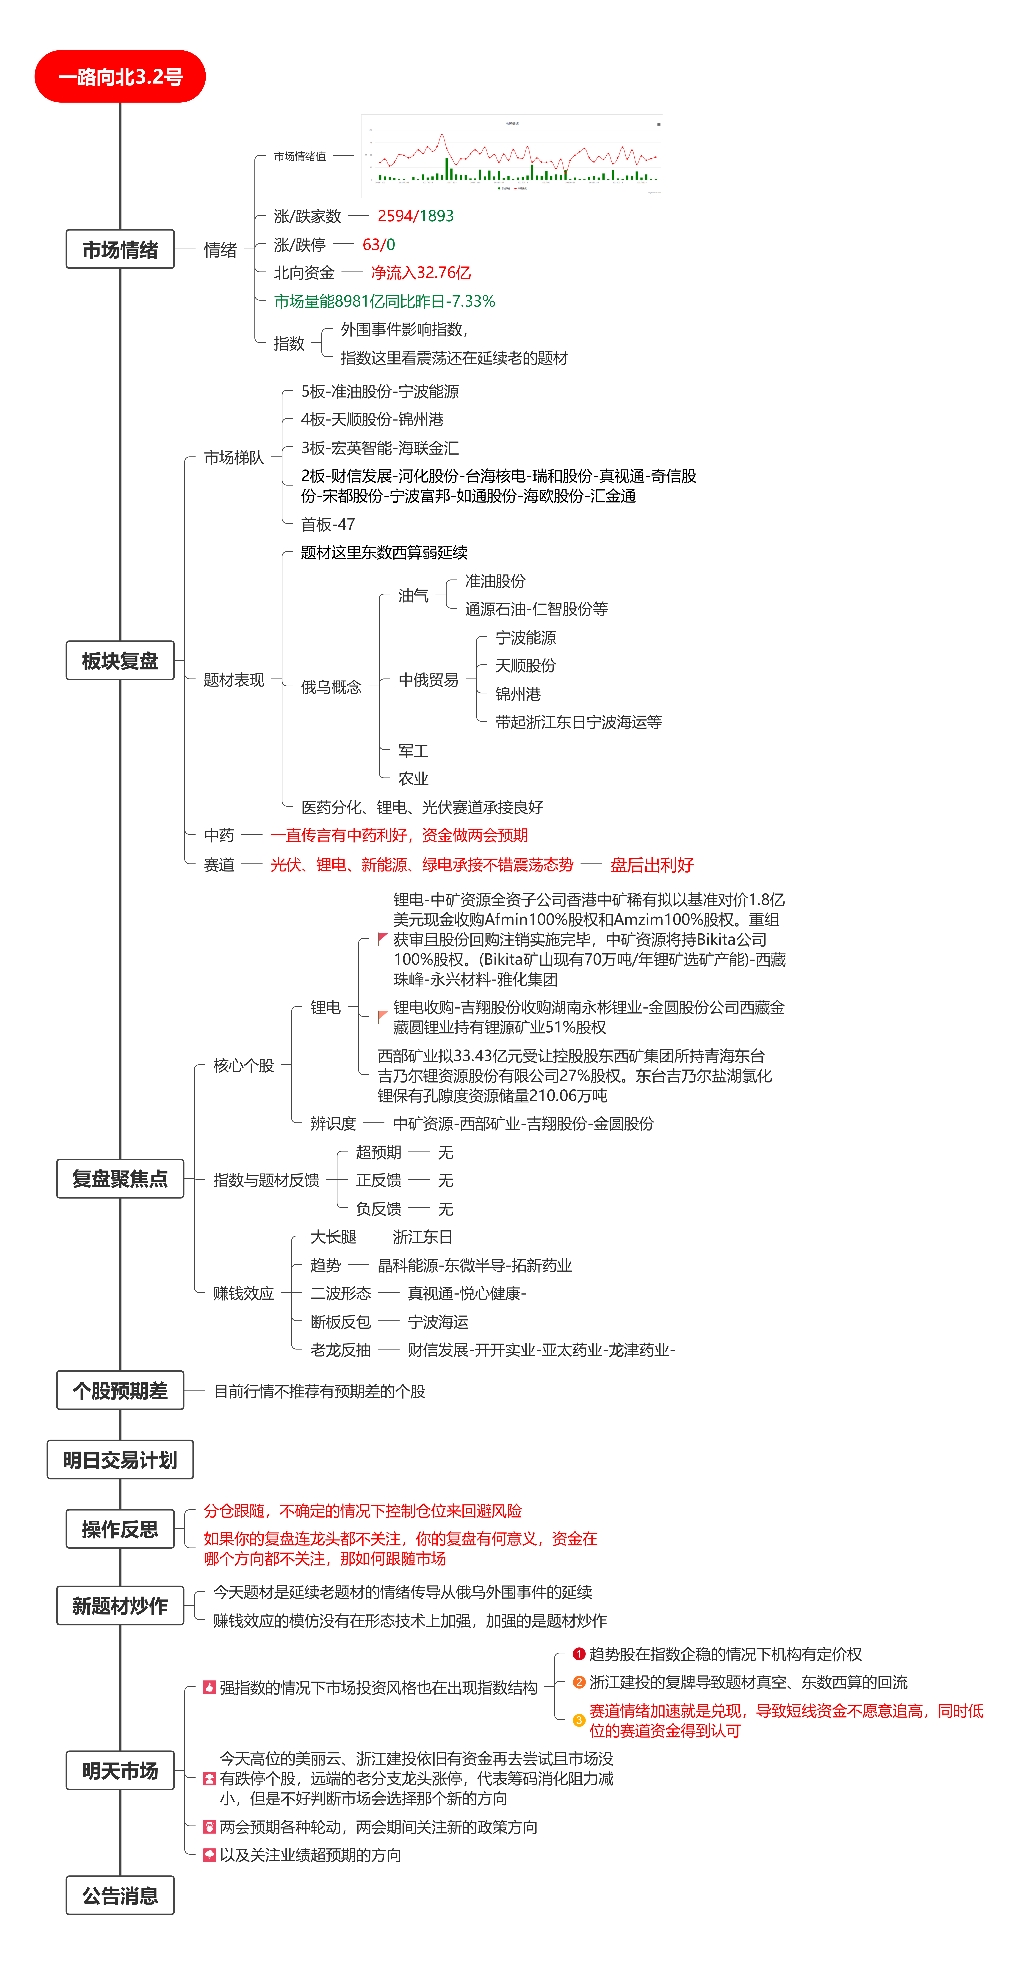 一路向北3.2号
市场情绪
情绪
市场情绪值
涨/跌家数
2594/1893
涨/跌停
63/0
北向资金
净流入32.76亿
市场量能8981亿同比昨日-7.33%
指数
外围事件影响指数，
指数这里看震荡还在延续老的题材
板块复盘
市场梯队
5板-准油股份-宁波能源
4板-天顺股份-锦州港
3板-宏英智能-海联金汇
2板-财信发展-河化股份-台海核电-瑞和股份-真视通-奇信股
份-宋都股份-宁波富邦-如通股份-海欧股份-汇金通
首板-47
题材表现
题材这里东数西算弱延续
俄乌概念
油气
准油股份
通源石油-仁智股份等
中俄贸易
宁波能源
天顺股份
锦州港
带起浙江东日宁波海运等
军工
农业
医药分化、锂电、光伏赛道承接良好
中药
一直传言有中药利好，资金做两会预期
赛道
光伏、锂电、新能源、绿电承接不错震荡态势
盘后出利好
复盘聚焦点
核心个股
锂电
锂电-中矿资源全资子公司香港中矿稀有拟以基准对价1.8亿
美元现金收购Afmin100%股权和Amzim100%股权。重组
获审且股份回购注销实施完毕，中矿资源将持Bikita公司
100%股权。(Bikita矿山现有70万吨/年锂矿选矿产能)-西藏
珠峰-永兴材料-雅化集团
锂电收购-吉翔股份收购湖南永彬锂业-金圆股份公司西藏金
藏圆锂业持有锂源矿业51%股权
西部矿业拟33.43亿元受让控股股东西矿集团所持青海东台
吉乃尔锂资源股份有限公司27%股权。东台吉乃尔盐湖氯化
锂保有孔隙度资源储量210.06万吨
辨识度
中矿资源-西部矿业-吉翔股份-金圆股份
指数与题材反馈
超预期
无
正反馈
无
负反馈
无
赚钱效应
大长腿
浙江东日
趋势
晶科能源-东微半导-拓新药业
二波形态
真视通-悦心健康-
断板反包
宁波海运
老龙反抽
财信发展-开开实业-亚太药业-龙津药业-
个股预期差
目前行情不推荐有预期差的个股
明日交易计划
操作反思
分仓跟随，不确定的情况下控制仓位来回避风险
如果你的复盘连龙头都不关注，你的复盘有何意义，资金在
哪个方向都不关注，那如何跟随市场
新题材炒作
今天题材是延续老题材的情绪传导从俄乌外围事件的延续
赚钱效应的模仿没有在形态技术上加强，加强的是题材炒作
明天市场
强指数的情况下市场投资风格也在出现指数结构
1 趋势股在指数企稳的情况下机构有定价权
2 浙江建投的复牌导致题材真空、东数西算的回流
3 赛道情绪加速就是兑现，导致短线资金不愿意追高，同时低
位的赛道资金得到认可
今天高位的美丽云、浙江建投依旧有资金再去尝试且市场没
有跌停个股，远端的老分支龙头涨停，代表筹码消化阻力减
小，但是不好判断市场会选择那个新的方向
两会预期各种轮动，两会期间关注新的政策方向
以及关注业绩超预期的方向
公告消息